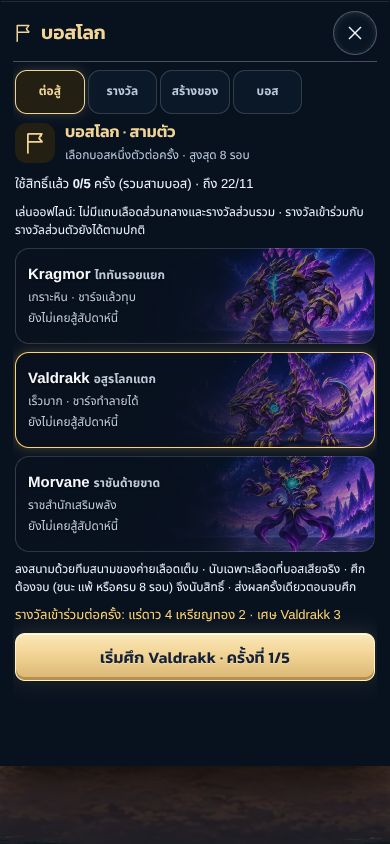 บอสโลก
ต่อสู้
รางวัล
สร้างของ
บอส
บอสโลก · สามตัว
เลือกบอสหนึ่งตัวต่อครั้ง · สูงสุด 8 รอบ
ใช้สิทธิ์แล้ว 0/5 ครั้ง (รวมสามบอส) · ถึง 22/11
เล่นออฟไลน์: ไม่มีแถบเลือดส่วนกลางและรางวัลส่วนรวม · รางวัลเข้าร่วมกับ
รางวัลส่วนตัวยังได้ตามปกติ
Kragmor ไททันรอยแยก
เกราะหิน · ชาร์จแล้วทุบ
ยังไม่เคยสู้สัปดาห์นี้
Valdrakk อสูรโลกแตก
เร็วมาก · ชาร์จทำลายได้
ยังไม่เคยสู้สัปดาห์นี้
Morvane ราชันด้ายขาด
ราชสำนักเสริมพลัง
ยังไม่เคยสู้สัปดาห์นี้
ลงสนามด้วยทีมสนามของค่ายเลือดเต็ม · นับเฉพาะเลือดที่บอสเสียจริง · ศึก
ต้องจบ (ชนะ แพ้ หรือครบ 8 รอบ) จึงนับสิทธิ์ · ส่งผลครั้งเดียวตอนจบศึก
รางวัลเข้าร่วมต่อครั้ง: แร่ดาว 4 เหรียญทอง 2 · เศษ Valdrakk 3
เริ่มศึก Valdrakk · ครั้งที่ 1/5